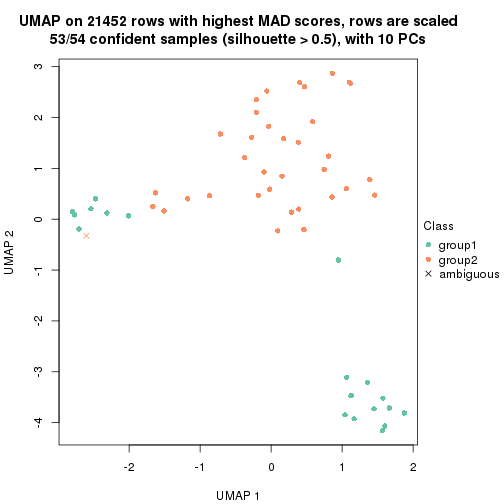 UMAP on 21452 rows with highest MAD scores, rows are scaled
53/54 confident samples (silhouette > 0.5), with 10 PCs
3
2
1
0
-1
-2
-3
-4
UMAP 2
-2
-1
0
1
2
UMAP 1
Class
group1
group2
ambiguous